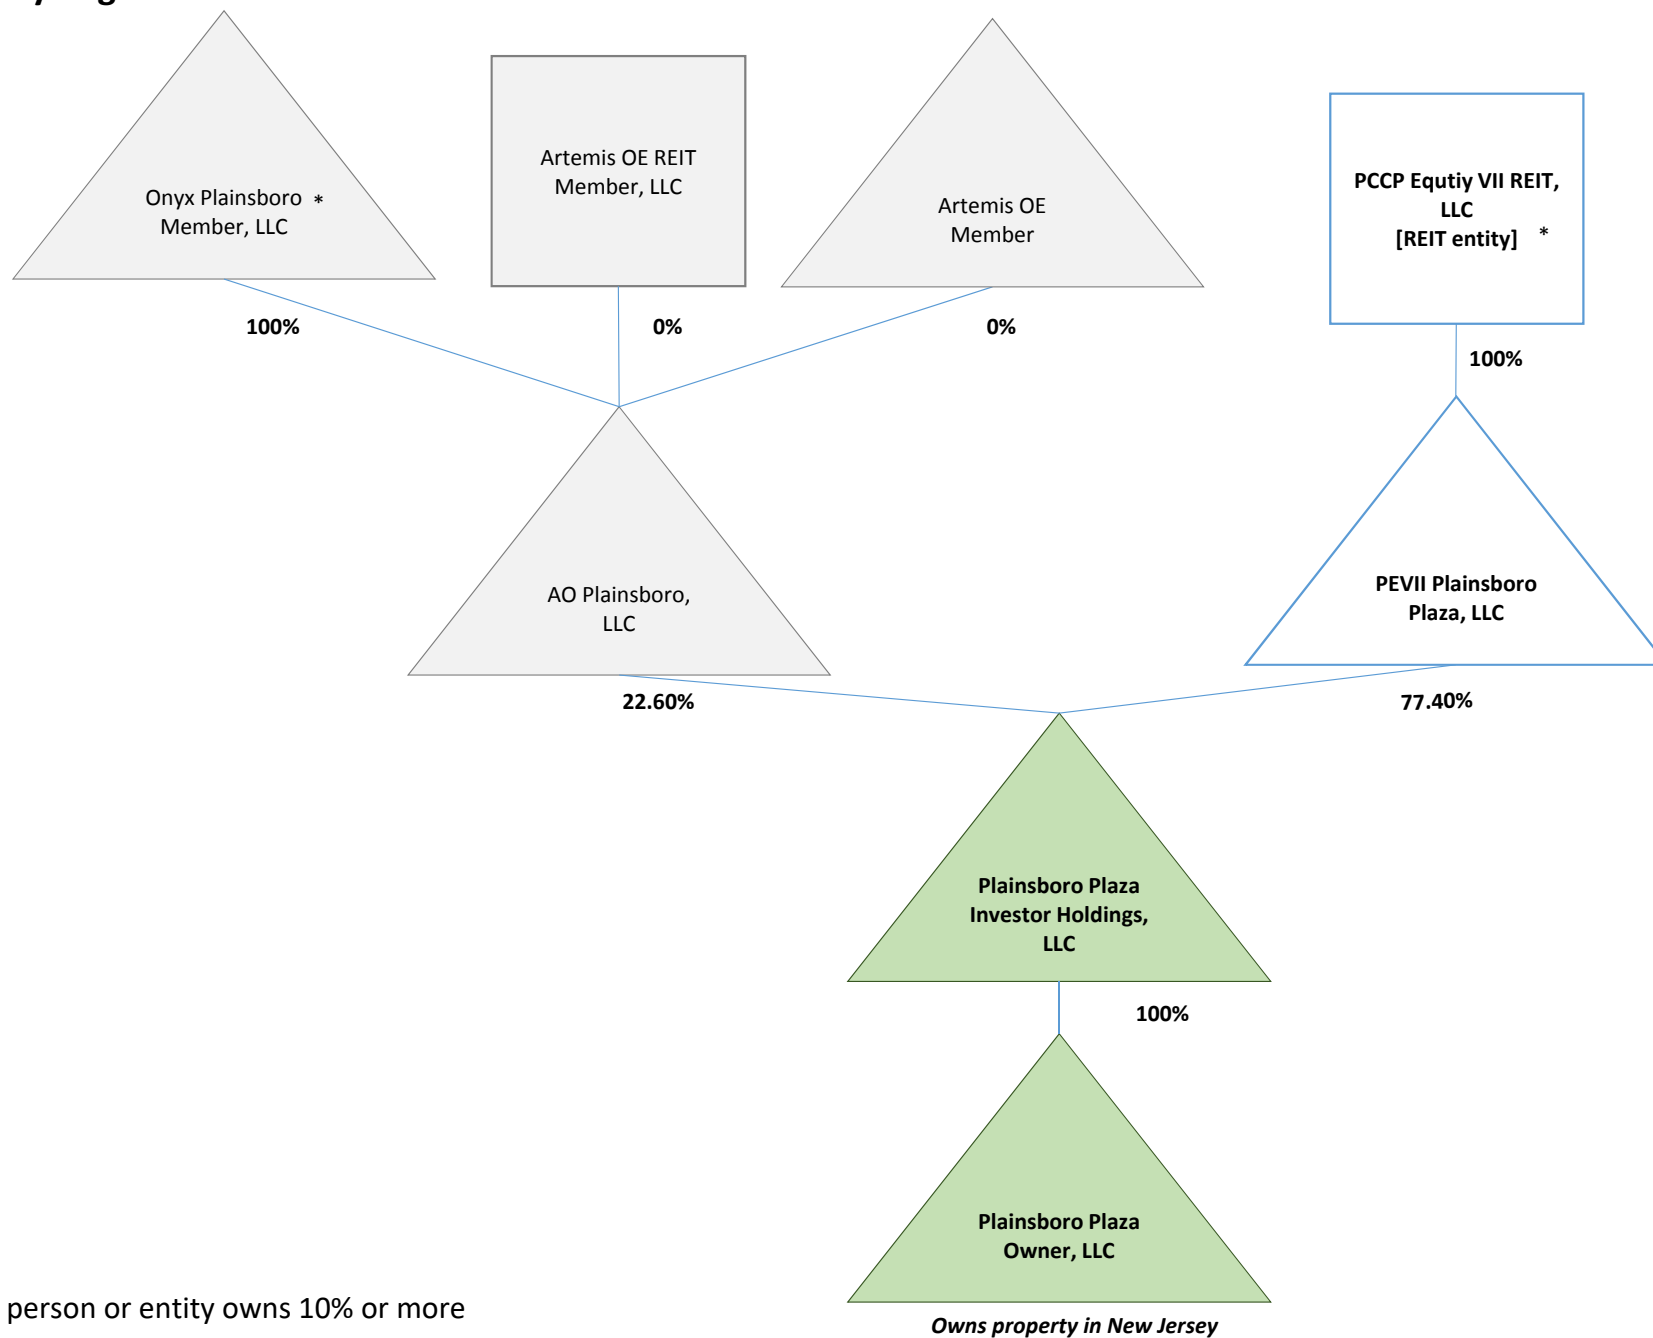 Onyx Plainsboro *
Member, LLC
Artemis OE REIT
Member, LLC
Artemis OE
Member
PCCP Equtiy VII REIT,
LLC
[REIT entity] *
100%
0%
0%
100%
AO Plainsboro,
LLC
PEVII Plainsboro
Plaza, LLC
22.60%
77.40%
Plainsboro Plaza
Investor Holdings,
LLC
100%
Plainsboro Plaza
Owner, LLC
person or entity owns 10% or more
Owns property in New Jersey